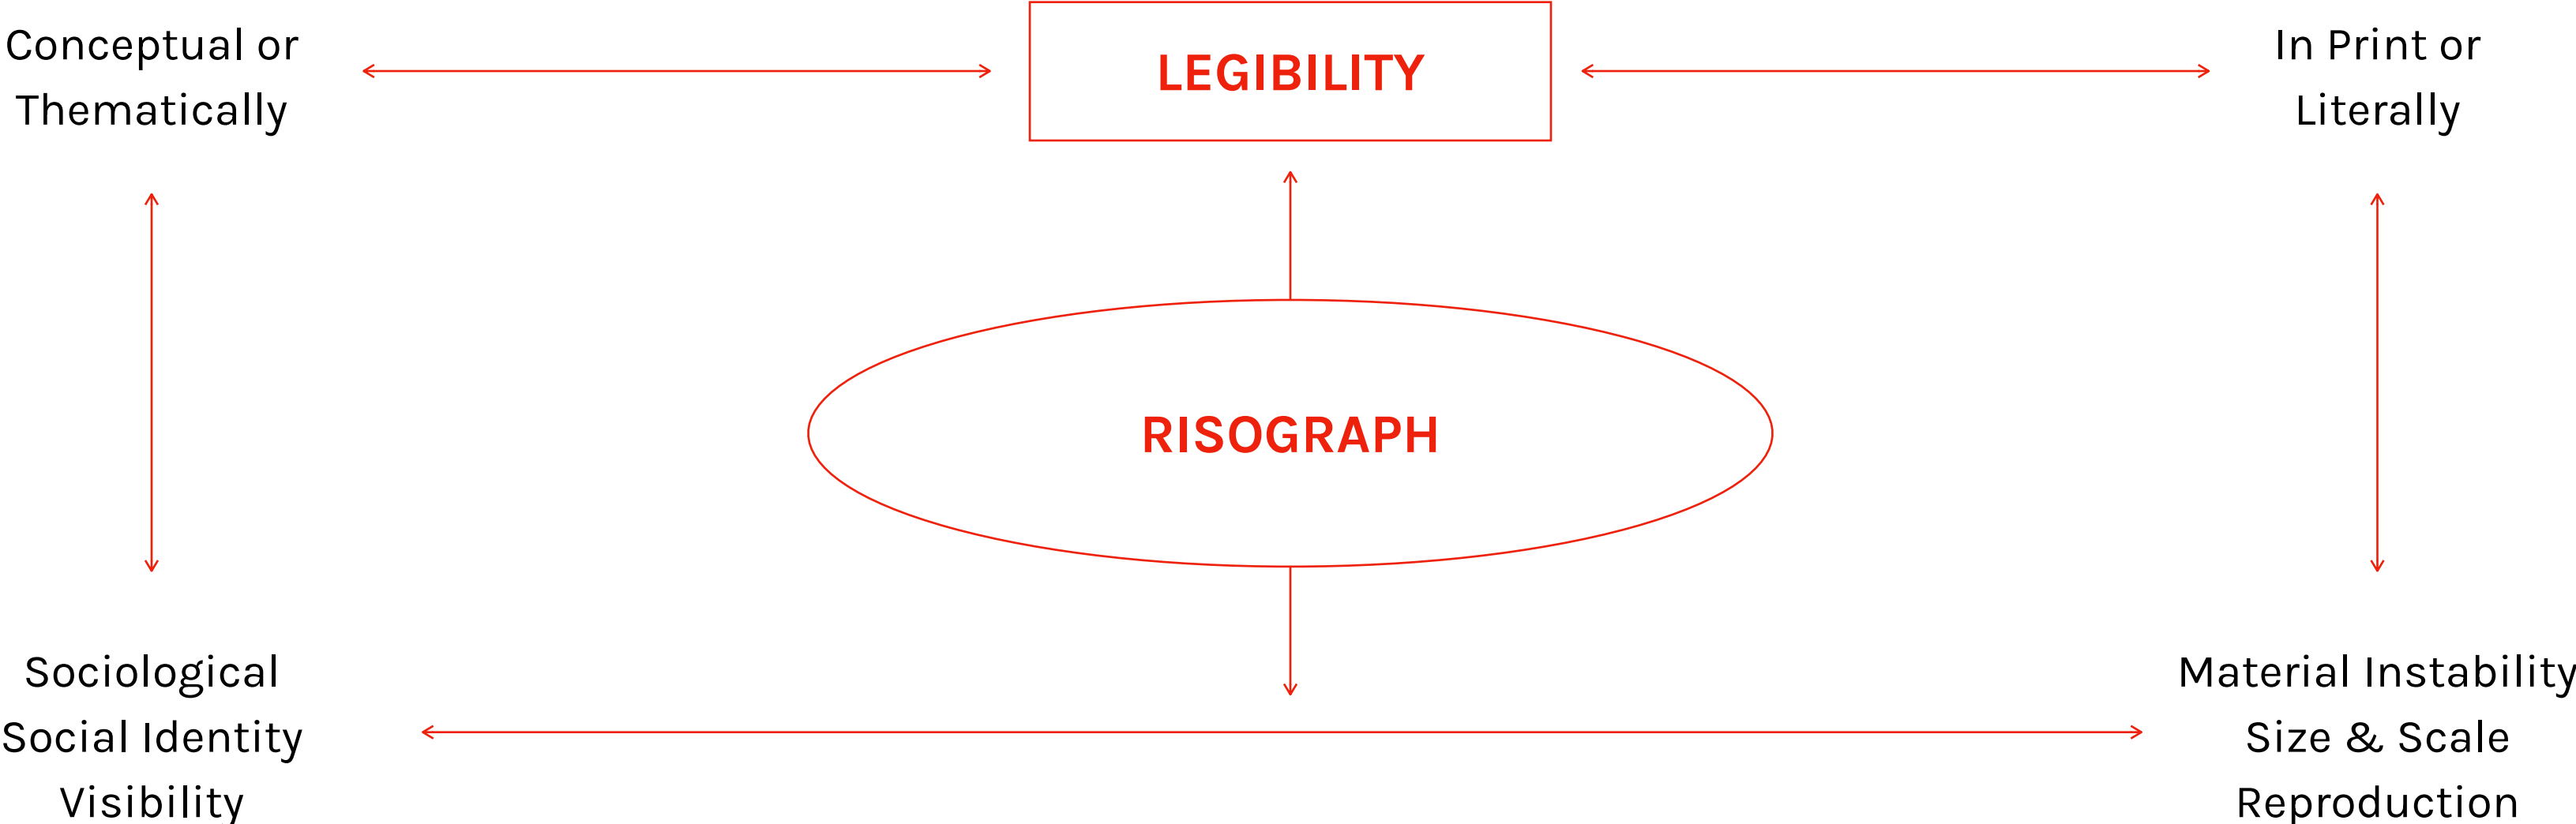 Conceptual or
Thematically
LEGIBILITY
In Print or
Literally
RISOGRAPH
Sociological
Social Identity
Visibility
Material Instability
Size & Scale
Reproduction